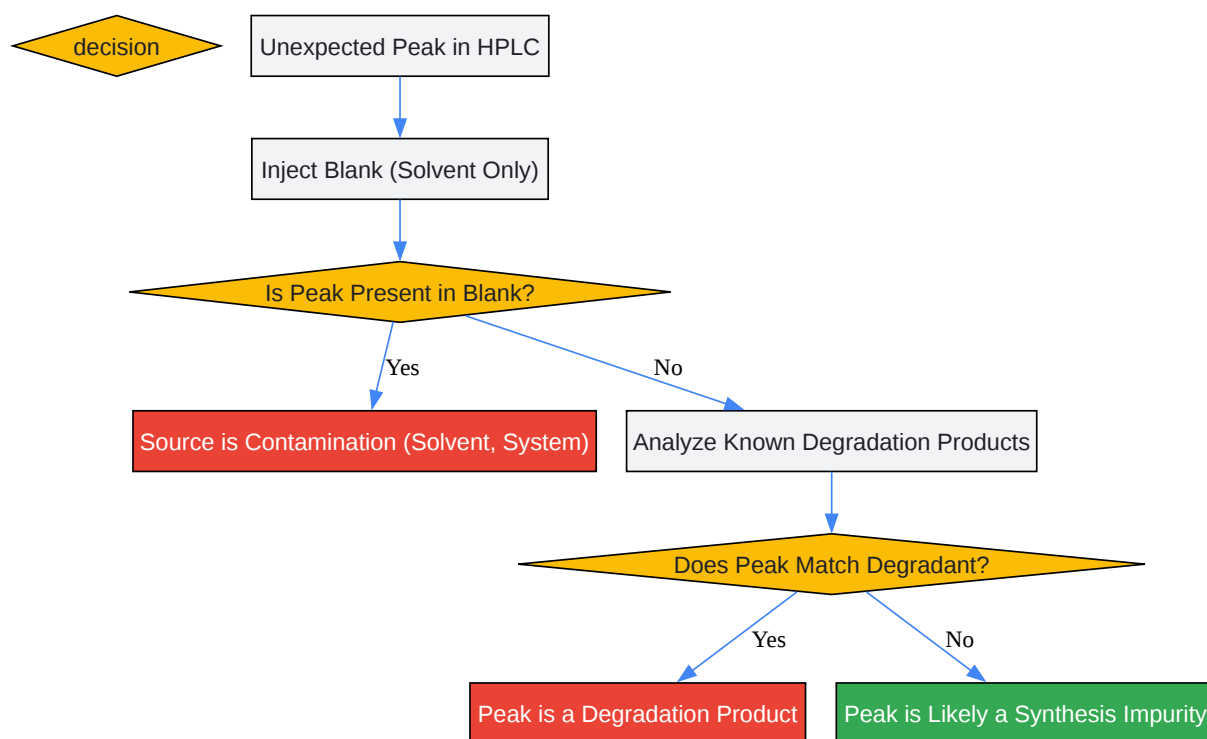 decision
Unexpected Peak in HPLC
Inject Blank (Solvent Only)
Is Peak Present in Blank?
Yes
No
Source is Contamination (Solvent, System)
Analyze Known Degradation Products
Does Peak Match Degradant?
Yes
No
Peak is a Degradation Product
Peak is Likely a Synthesis Impurity